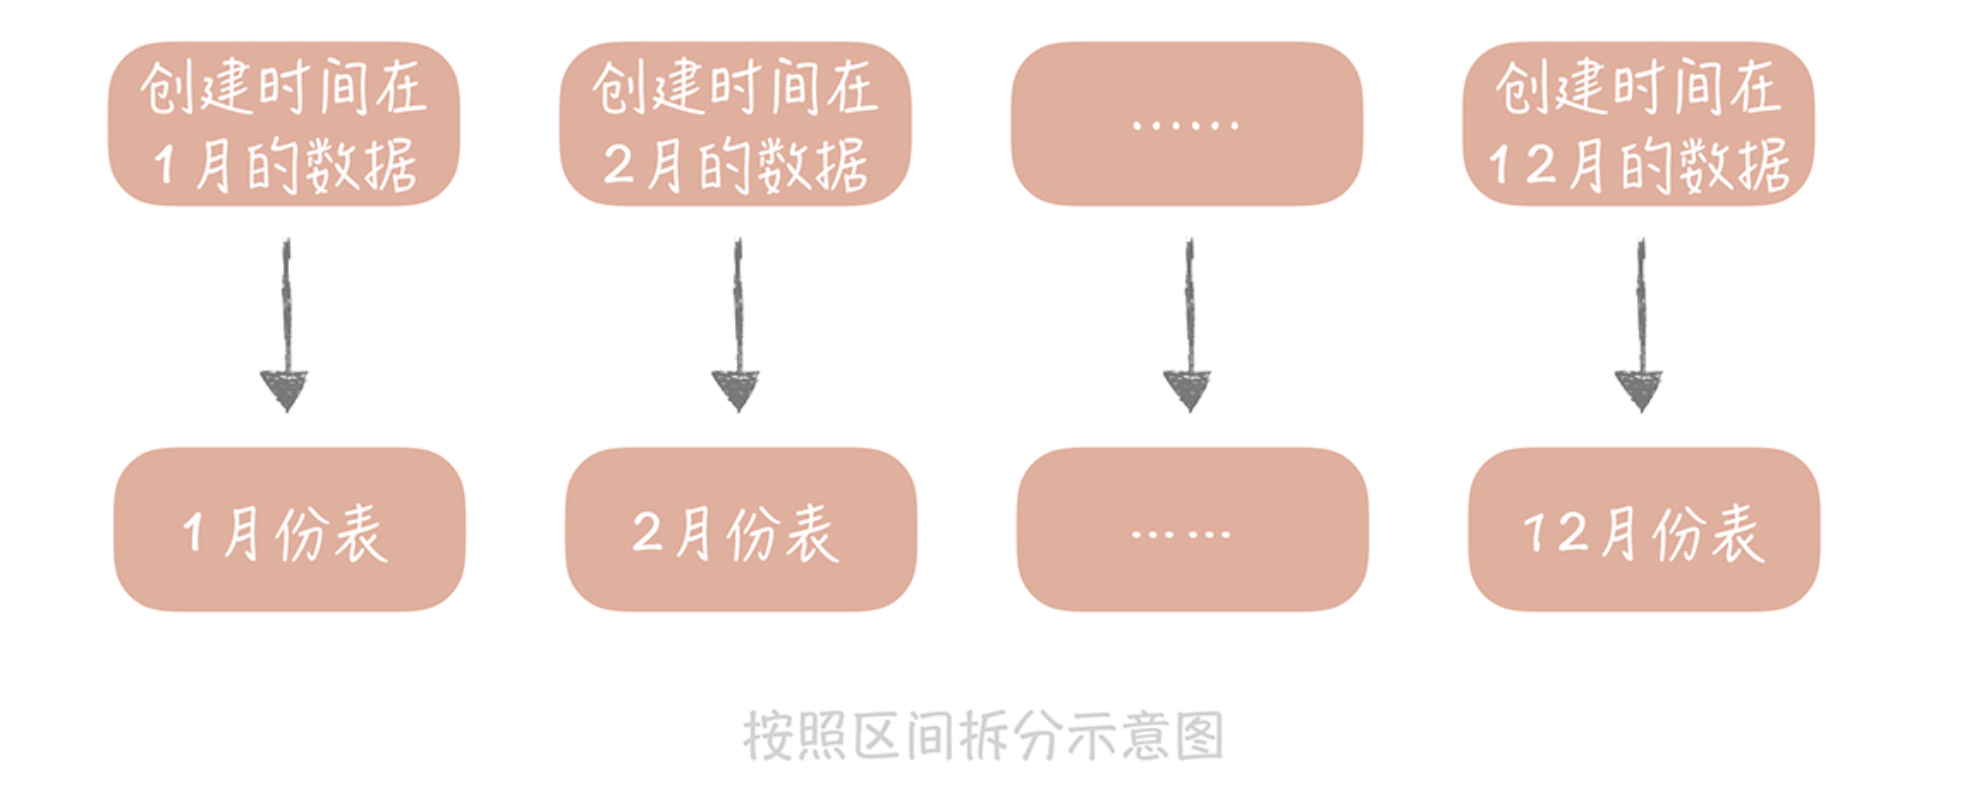 创建时间在
1月的数据
创建时间在
2月的数据
······
创建时间在
12月的数据
1月份表
2月份表
··· ···
12月份表
按照区间拆分示意图